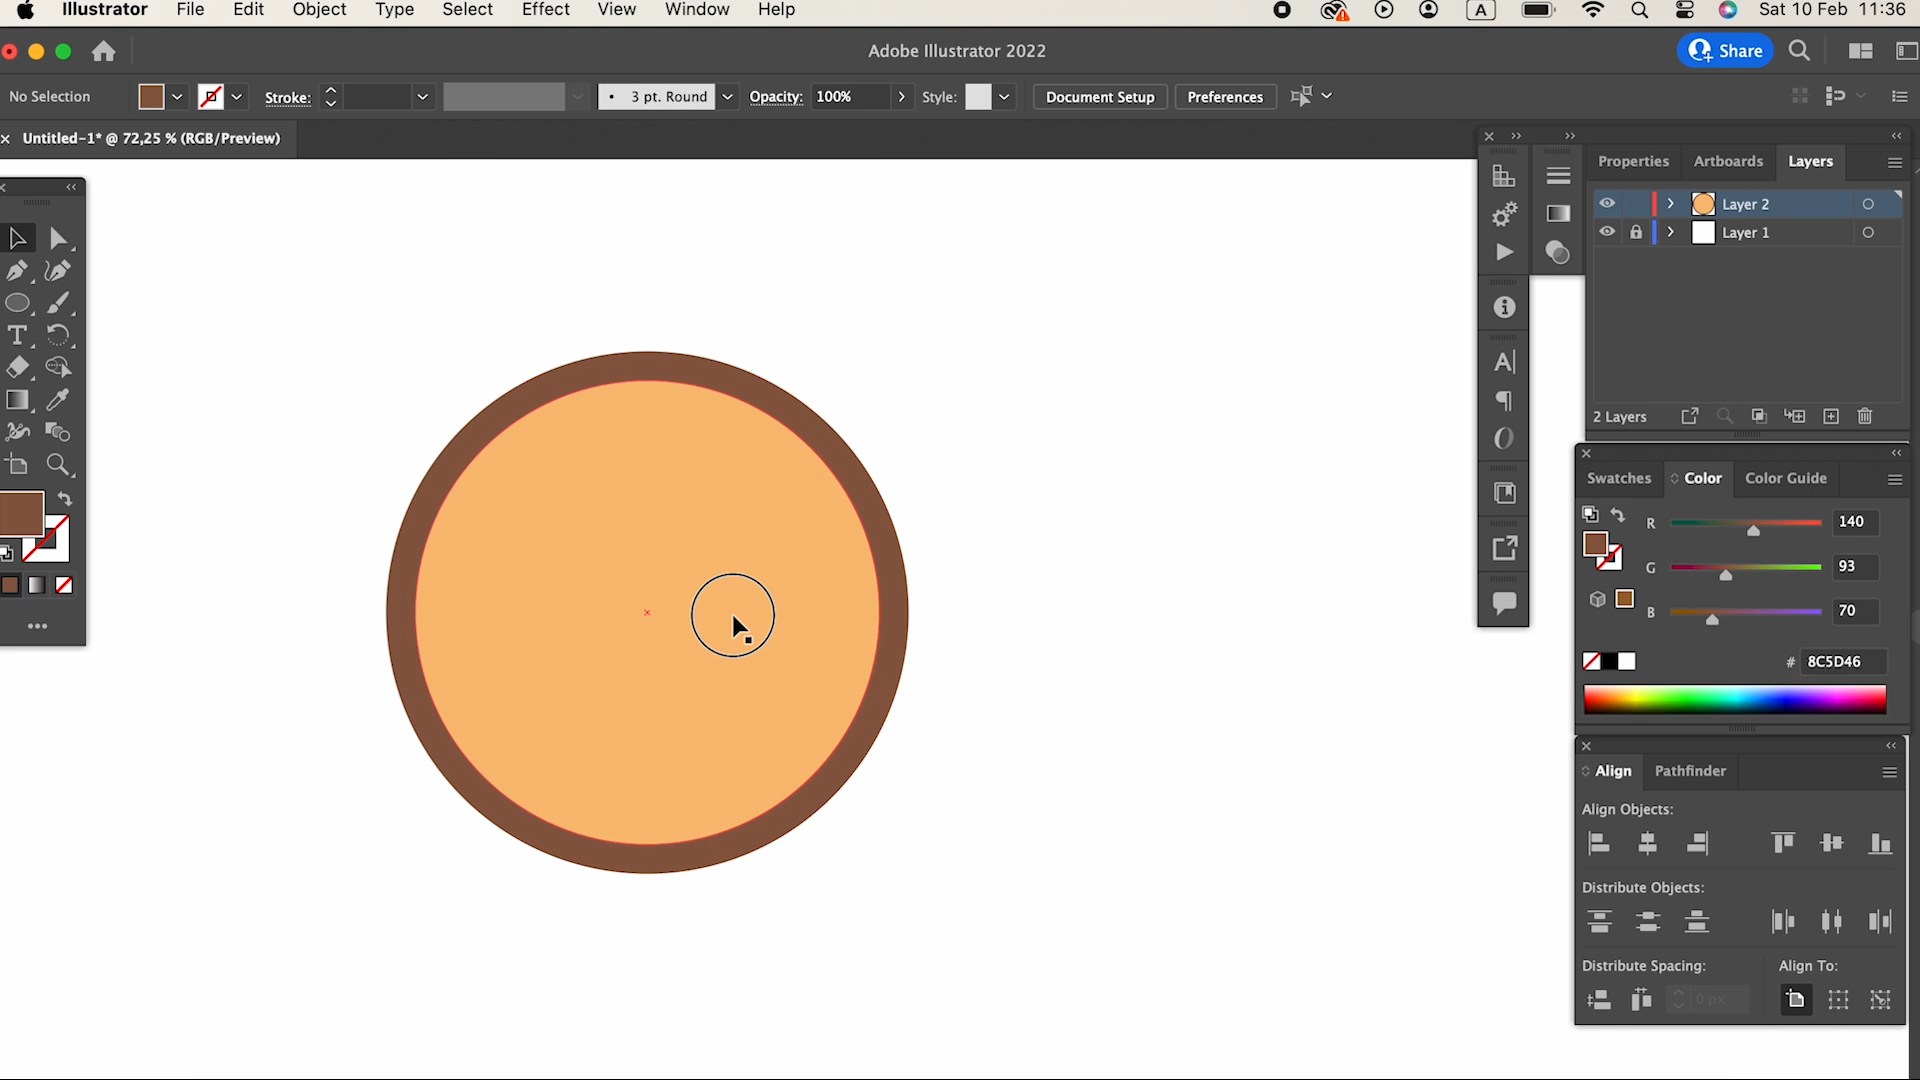 Illustrator File Edit Object Type Select Effect View Window Help A Sat 10 Feb 11:36
Adobe Illustrator 2022 Share
No Selection Stroke: 3 pt. Round Opacity: 100% Style: Document Setup Preferences
× Untitled-1* @ 72,25 % (RGB/Preview)
Properties Artboards Layers
Layer 2
Layer 1
2 Layers
Swatches Color Color Guide
R 140
G 93
B 70
# 8C5D46
Align Pathfinder
Align Objects:
Distribute Objects:
Distribute Spacing: Align To:
0 px